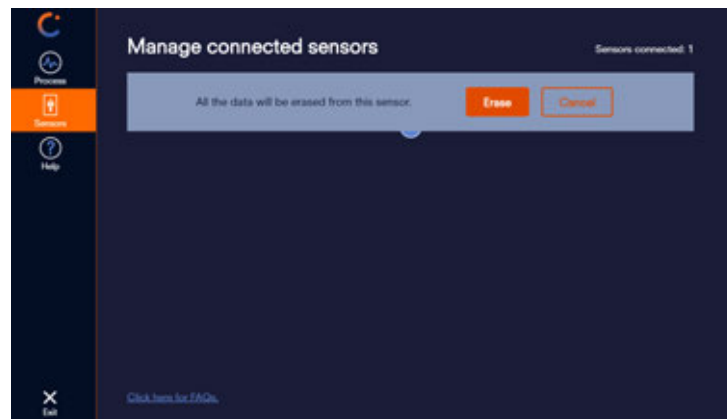 Manage connected sensors
Sensors connected: 1
Process
All the data will be erased from this sensor.
Erase
Cancel
Sensors
Help
Click here for FAQs.
Exit